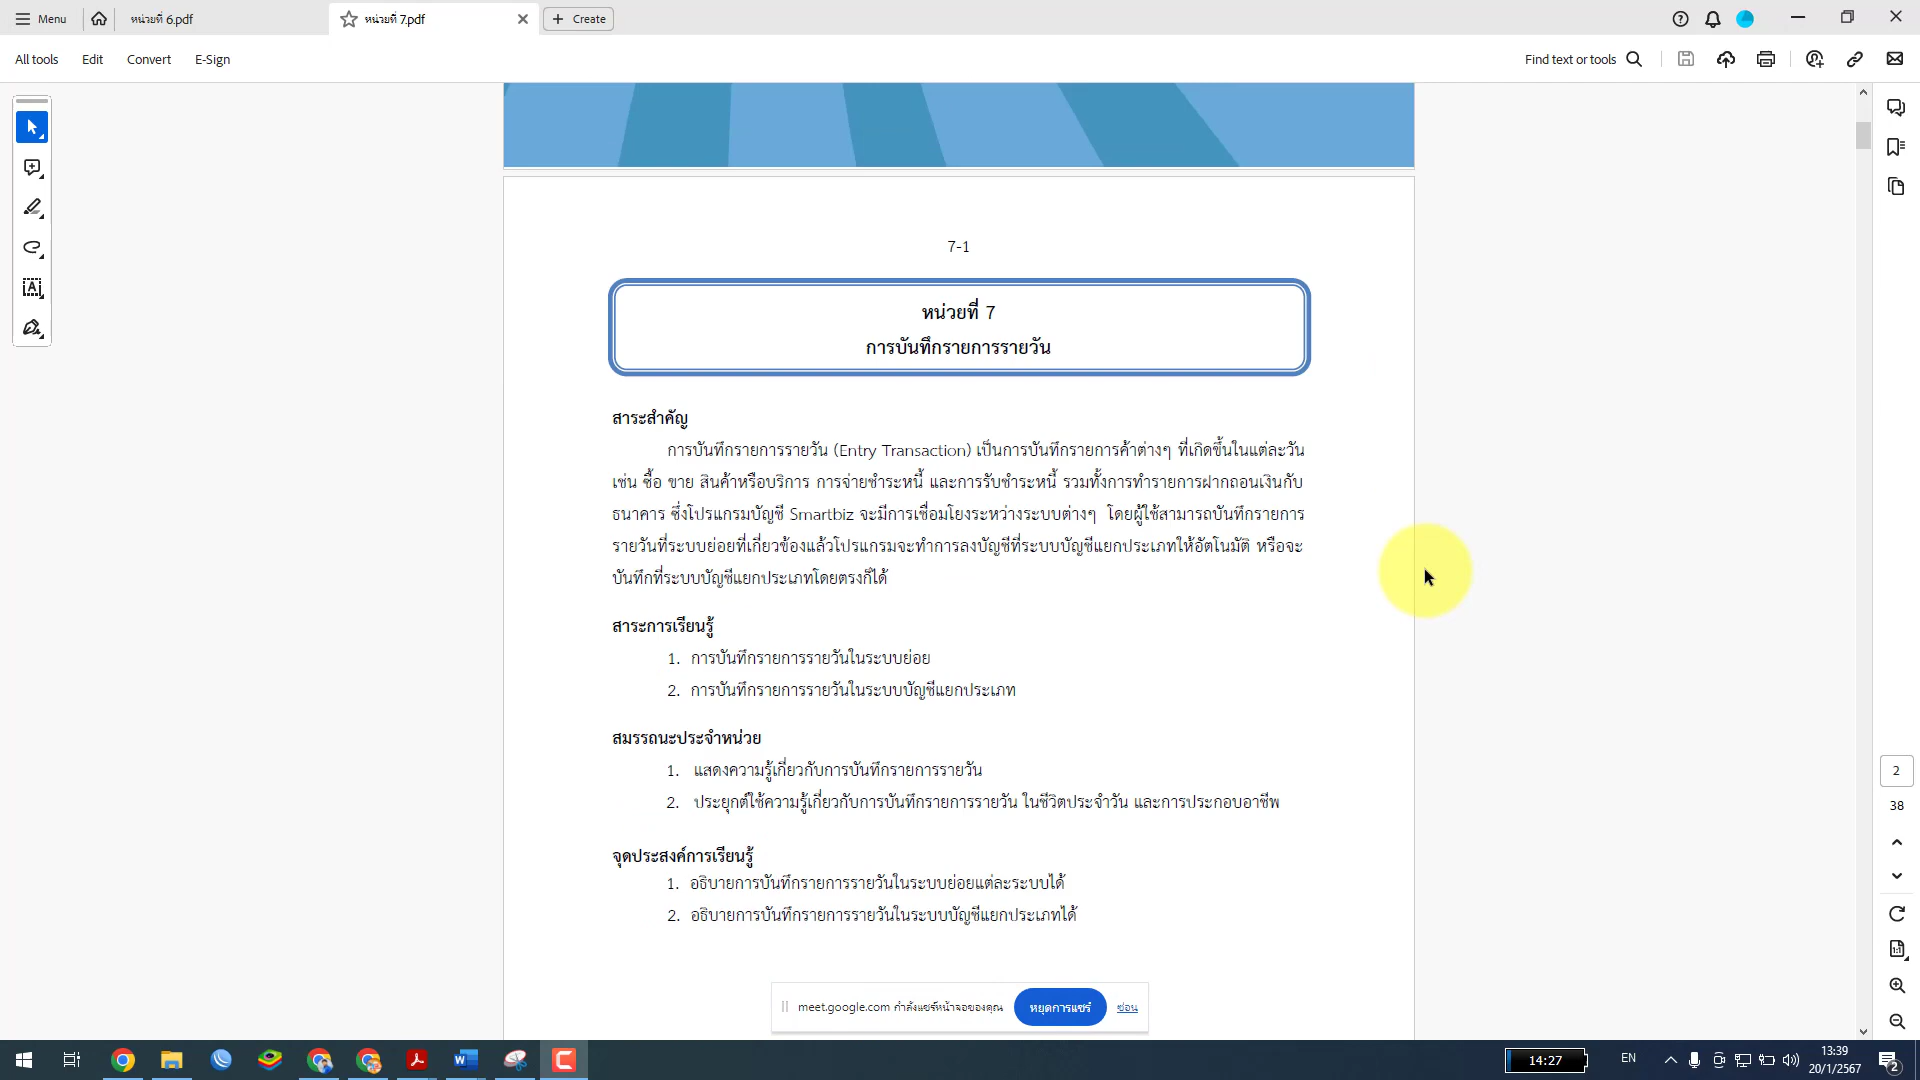 Menu
หน่วยที่ 6.pdf
หน่วยที่ 7.pdf
Create
All tools
Edit
Convert
E-Sign
Find text or tools
7-1
หน่วยที่ 7
การบันทึกรายการรายวัน
สาระสำคัญ
การบันทึกรายการรายวัน (Entry Transaction) เป็นการบันทึกรายการค้าต่างๆ ที่เกิดขึ้นในแต่ละวัน
เช่น ซื้อ ขาย สินค้าหรือบริการ การจ่ายชำระหนี้ และการรับชำระหนี้ รวมทั้งการทำรายการฝากถอนเงินกับ
ธนาคาร ซึ่งโปรแกรมบัญชี Smartbiz จะมีการเชื่อมโยงระหว่างระบบต่างๆ โดยผู้ใช้สามารถบันทึกรายการ
รายวันที่ระบบย่อยที่เกี่ยวข้องแล้วโปรแกรมจะทำการลงบัญชีที่ระบบบัญชีแยกประเภทให้อัตโนมัติ หรือจะ
บันทึกที่ระบบบัญชีแยกประเภทโดยตรงก็ได้
สาระการเรียนรู้
1. การบันทึกรายการรายวันในระบบย่อย
2. การบันทึกรายการรายวันในระบบบัญชีแยกประเภท
สมรรถนะประจำหน่วย
1. แสดงความรู้เกี่ยวกับการบันทึกรายการรายวัน
2. ประยุกต์ใช้ความรู้เกี่ยวกับการบันทึกรายการรายวัน ในชีวิตประจำวัน และการประกอบอาชีพ
จุดประสงค์การเรียนรู้
1. อธิบายการบันทึกรายการรายวันในระบบย่อยแต่ละระบบได้
2. อธิบายการบันทึกรายการรายวันในระบบบัญชีแยกประเภทได้
2
38
meet.google.com กำลังแชร์หน้าจอของคุณ
หยุดการแชร์
ซ่อน
14:27
EN
13:39
20/1/2567
2